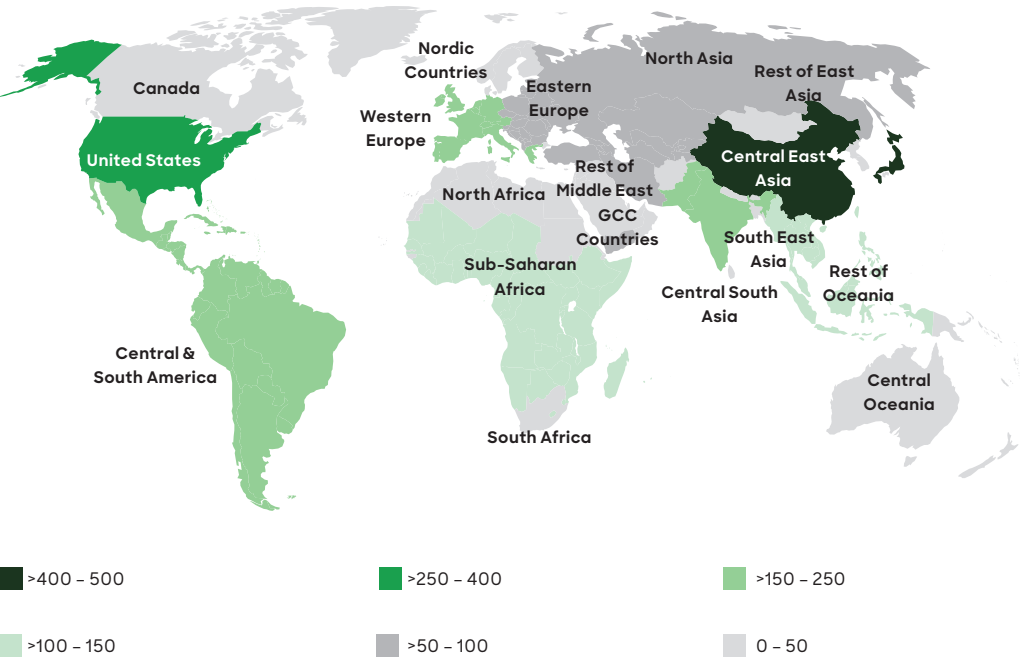 Nordic
Countries
North Asia
Rest of East
Asia
Canada
Eastern
Europe
Western
Europe
United States
Central East
Asia
Rest of
Middle East
North Africa
GCC
Countries
South East
Asia
Sub-Saharan
Africa
Rest of
Oceania
Central South
Asia
Central &
South America
Central
Oceania
South Africa
>400 – 500
>250 – 400
>150 – 250
>100 – 150
>50 – 100
0 – 50